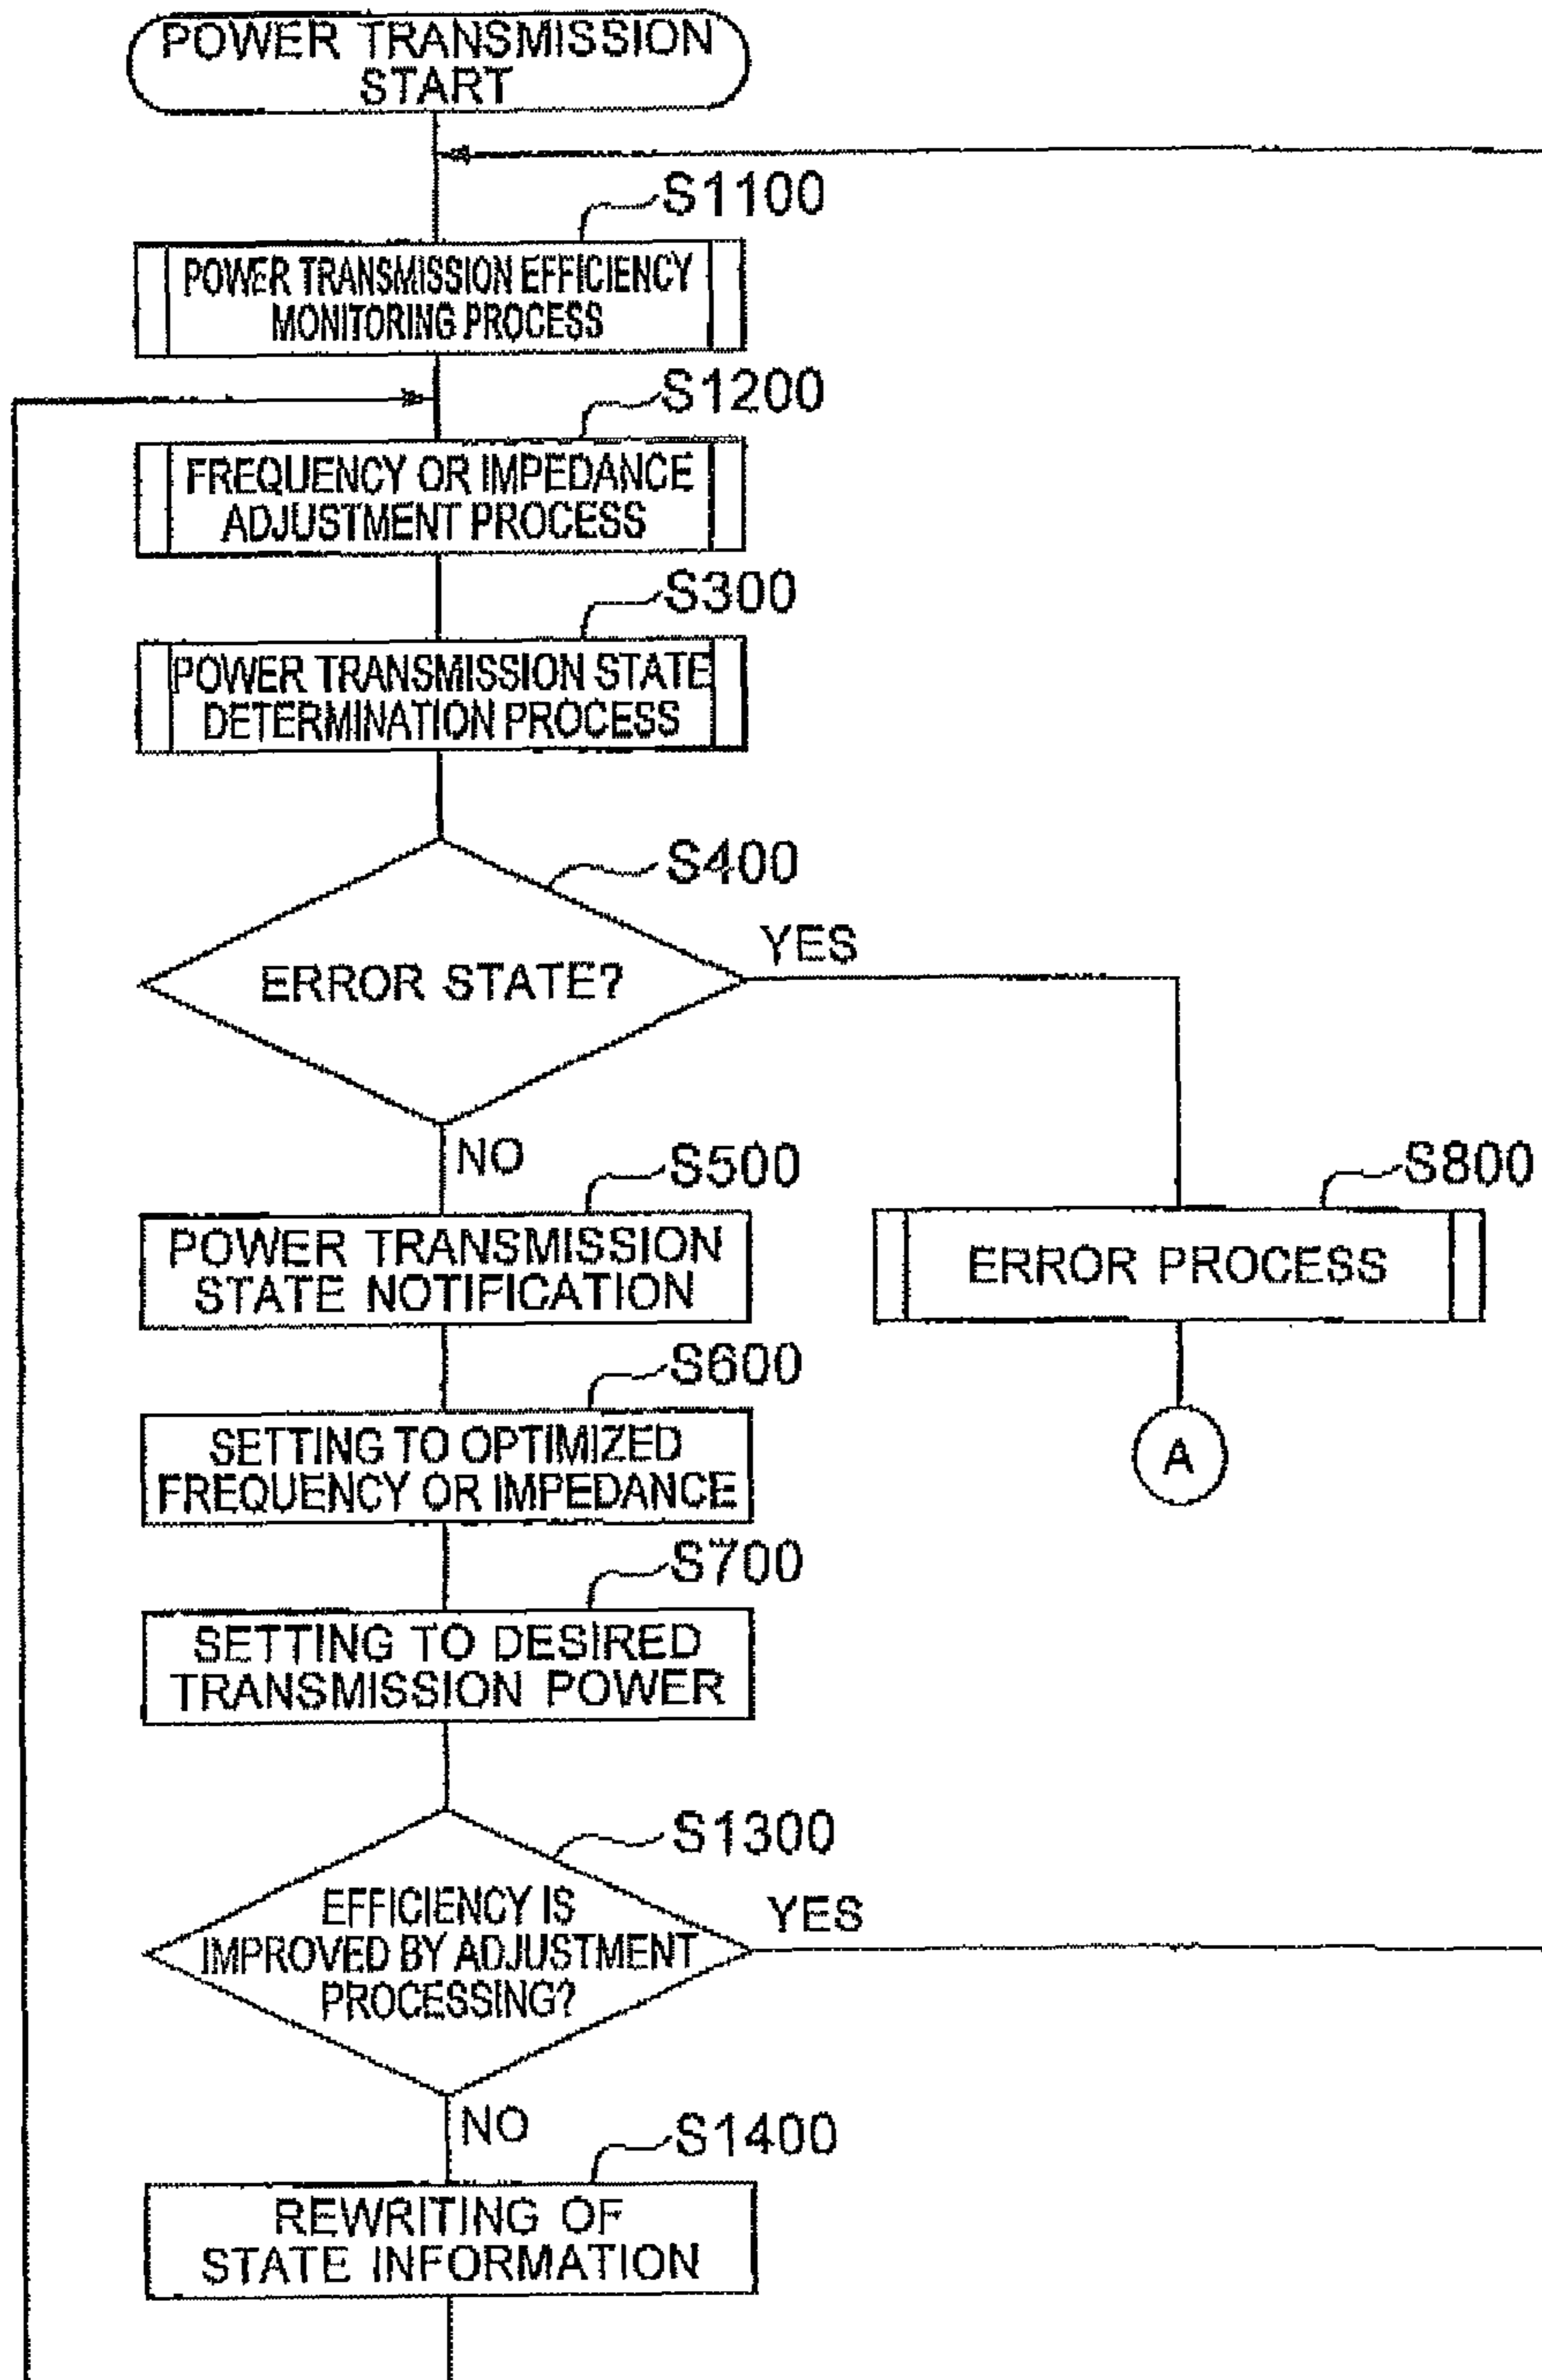 POWER TRANSMISSION
START
S1100
POWER TRANSMISSION EFFICIENCY
MONITORING PROCESS
S1200
FREQUENCY OR IMPEDANCE
ADJUSTMENT PROCESS
S300
POWER TRANSMISSION STATE
DETERMINATION PROCESS
S400
ERROR STATE?
YES
NO
S500
POWER TRANSMISSION
STATE NOTIFICATION
S800
ERROR PROCESS
S600
SETTING TO OPTIMIZED
FREQUENCY OR IMPEDANCE
A
S700
SETTING TO DESIRED
TRANSMISSION POWER
S1300
EFFICIENCY IS
IMPROVED BY ADJUSTMENT
PROCESSING?
YES
NO
S1400
REWRITING OF
STATE INFORMATION